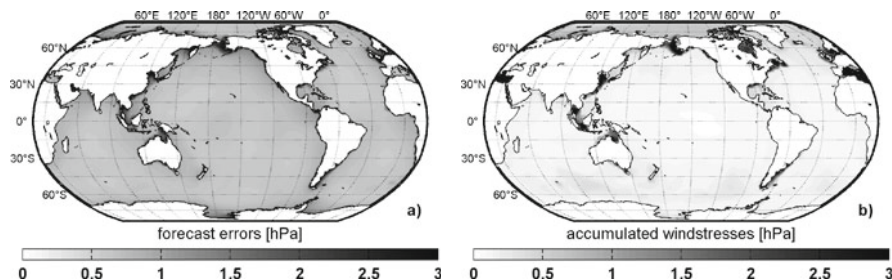 60°E 120°E 180°W 120°W 60°W 0°
60°N
30°N
0°
30°S
60°S
a)
forecast errors [hPa]
0 0.5 1 1.5 2 2.5 3
60°E 120°E 180°W 120°W 60°W 0°
60°N
30°N
0°
30°S
60°S
b)
accumulated windstresses [hPa]
0 0.5 1 1.5 2 2.5 3